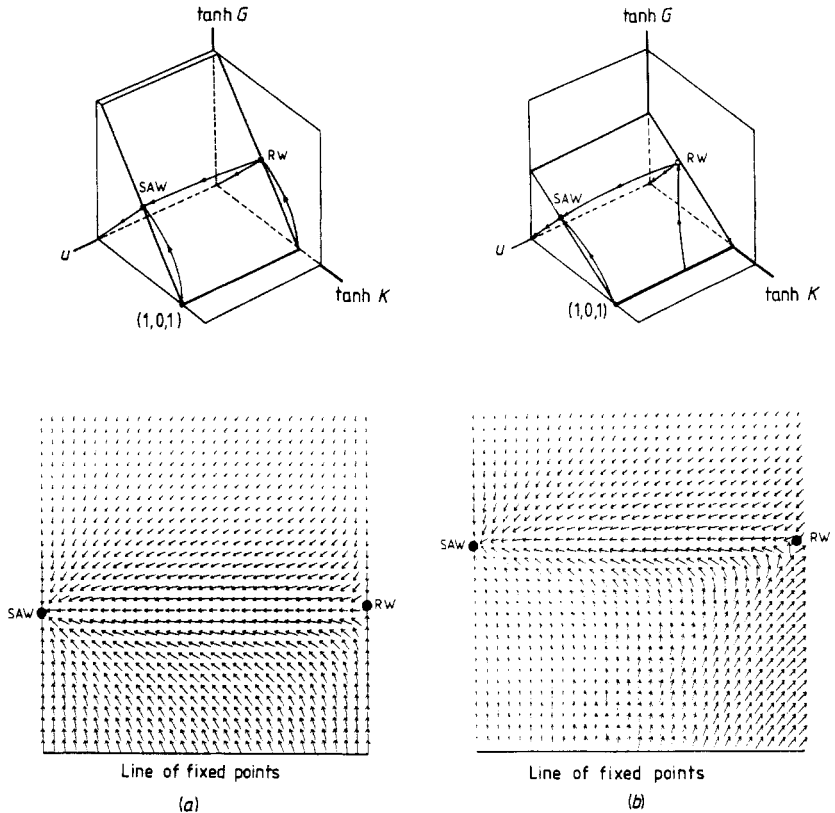 tanh G
RW
SAW
u
tanh K
(1,0,1)
tanh G
RW
SAW
u
tanh K
(1,0,1)
SAW
RW
Line of fixed points
(a)
SAW
RW
Line of fixed points
(b)